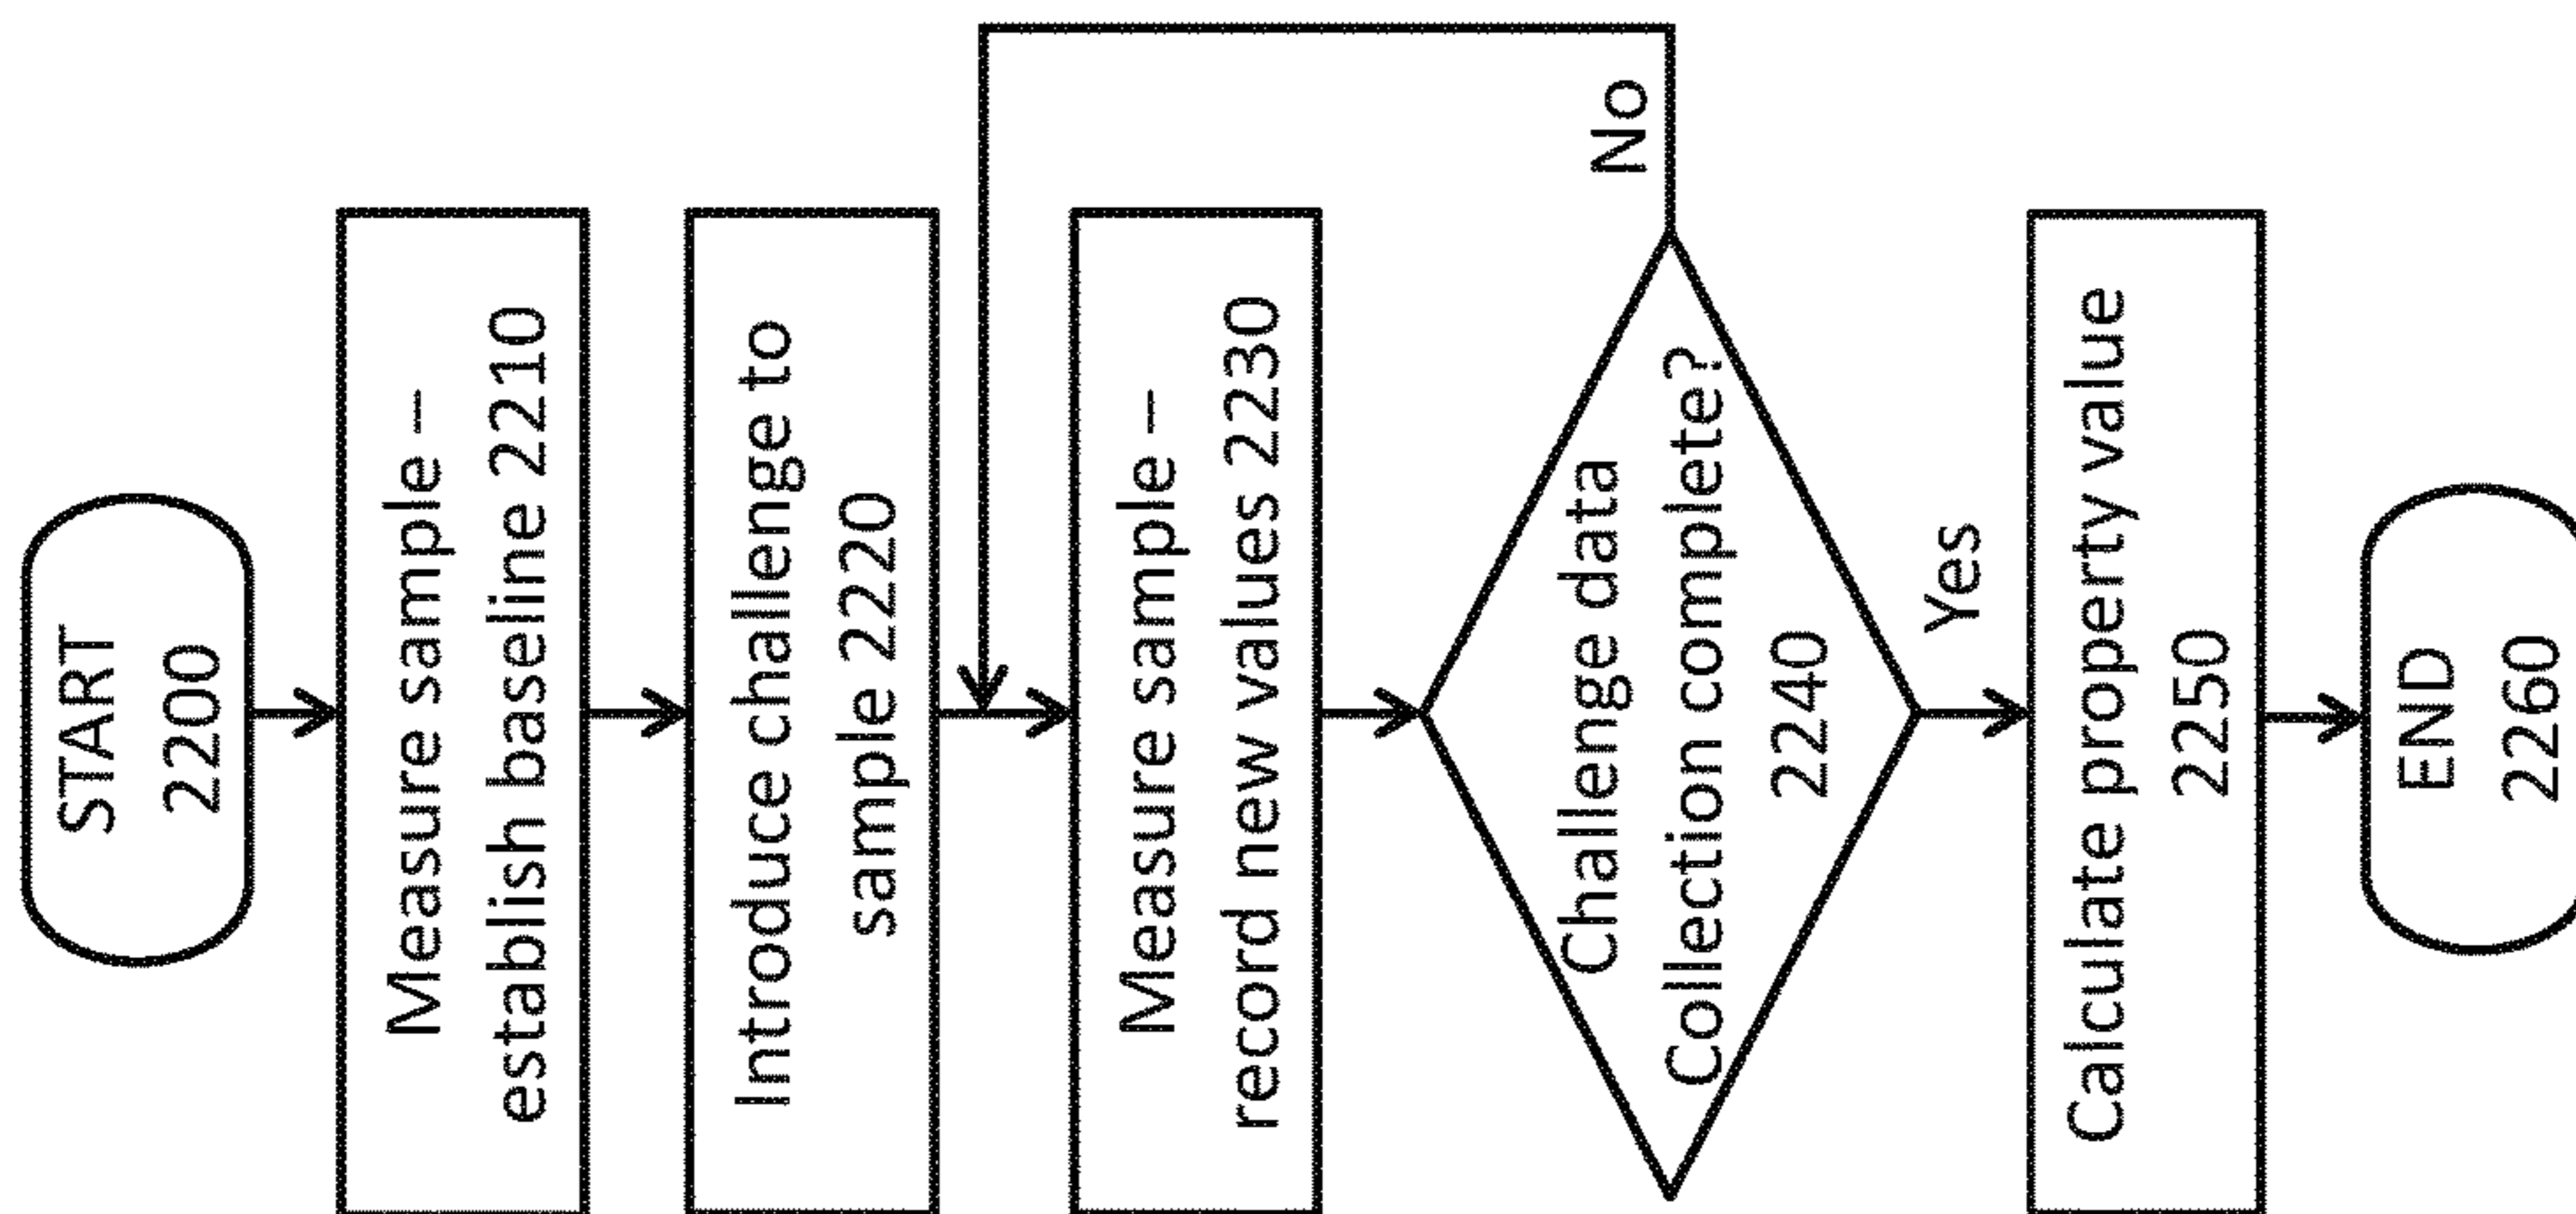 START
2200
Measure sample –
establish baseline 2210
Introduce challenge to
sample 2220
Measure sample –
record new values 2230
Challenge data
Collection complete?
2240
No
Yes
Calculate property value
2250
END
2260